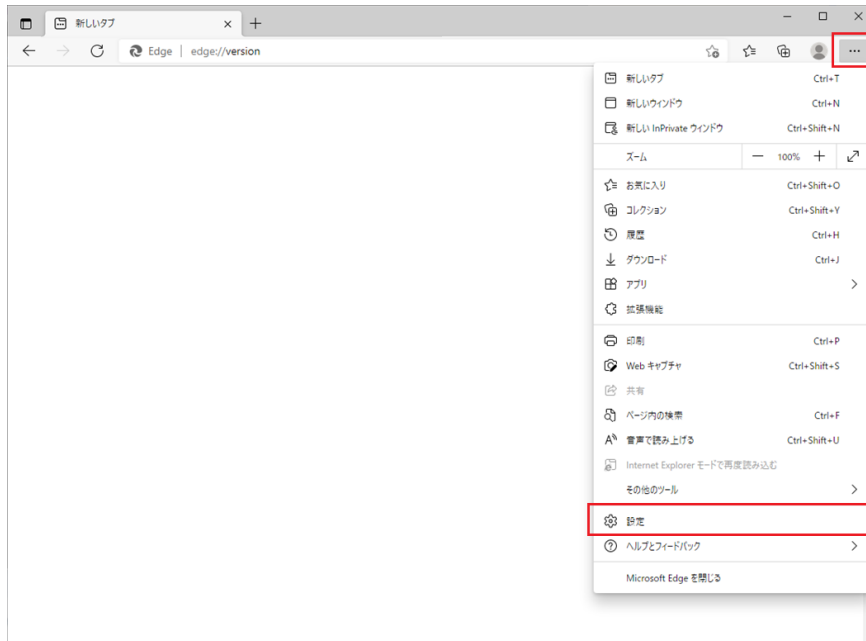 新しいタブ
Edge | edge://version
新しいタブ Ctrl+T
新しいウィンドウ Ctrl+N
新しい InPrivate ウィンドウ Ctrl+Shift+N
ズーム 100%
お気に入り Ctrl+Shift+O
コレクション Ctrl+Shift+Y
履歴 Ctrl+H
ダウンロード Ctrl+J
アプリ
拡張機能
印刷 Ctrl+P
Web キャプチャ Ctrl+Shift+S
共有
ページ内の検索 Ctrl+F
音声で読み上げる Ctrl+Shift+U
Internet Explorer モードで再度読み込む
その他のツール
設定
ヘルプとフィードバック
Microsoft Edge を閉じる